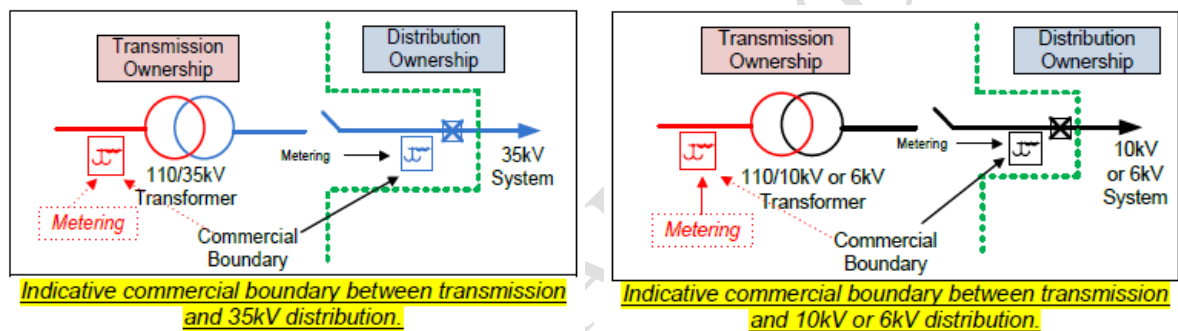 Transmission
Ownership
Distribution
Ownership
Metering
110/35kV
Transformer
35kV
System
Metering
Commercial
Boundary
Indicative commercial boundary between transmission
and 35kV distribution.
Transmission
Ownership
Distribution
Ownership
Metering
110/10kV or 6kV
Transformer
10kV
or 6kV
System
Metering
Commercial
Boundary
Indicative commercial boundary between transmission
and 10kV or 6kV distribution.